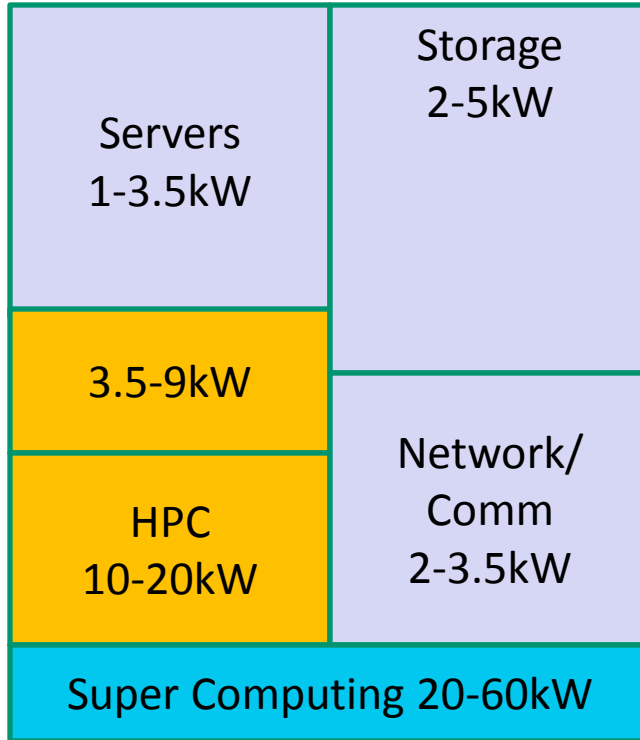 Servers
1-3.5kW
Storage
2-5kW
3.5-9kW
HPC
10-20kW
Network/
Comm
2-3.5kW
Super Computing 20-60kW